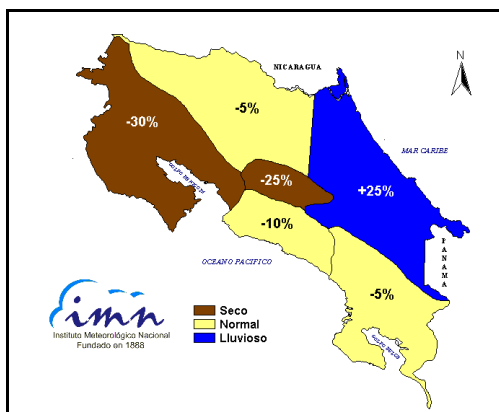 NICARAGUA
N
-5%
-30%
MAR CARIBE
-25%
+25%
-10%
PANAMA
OCEANO PACIFICO
-5%
imn
Instituto Meteorológico Nacional
Fundado en 1888
Seco
Normal
Lluvioso